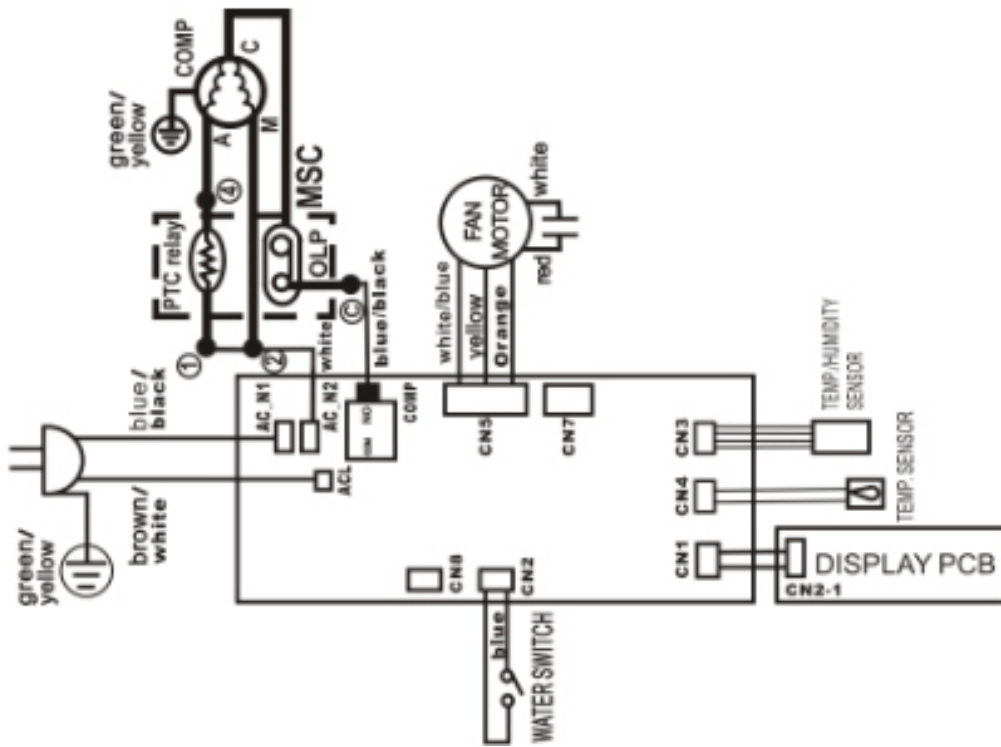 green/
yellow
COMP
C
A
M
④
MSC
PTC relay
OLP
①
②
white
©
blue/black
blue/
black
brown/
white
green/
yellow
AC_N1
AC_N2
ACL
COMP
white/blue
yellow
Orange
FAN
MOTOR
white
red
CN5
CN7
CN3
TEMP/HUMIDITY
SENSOR
CN4
TEMP. SENSOR
CN1
CN2-1
DISPLAY PCB
CN8
CN2
blue
WATER SWITCH